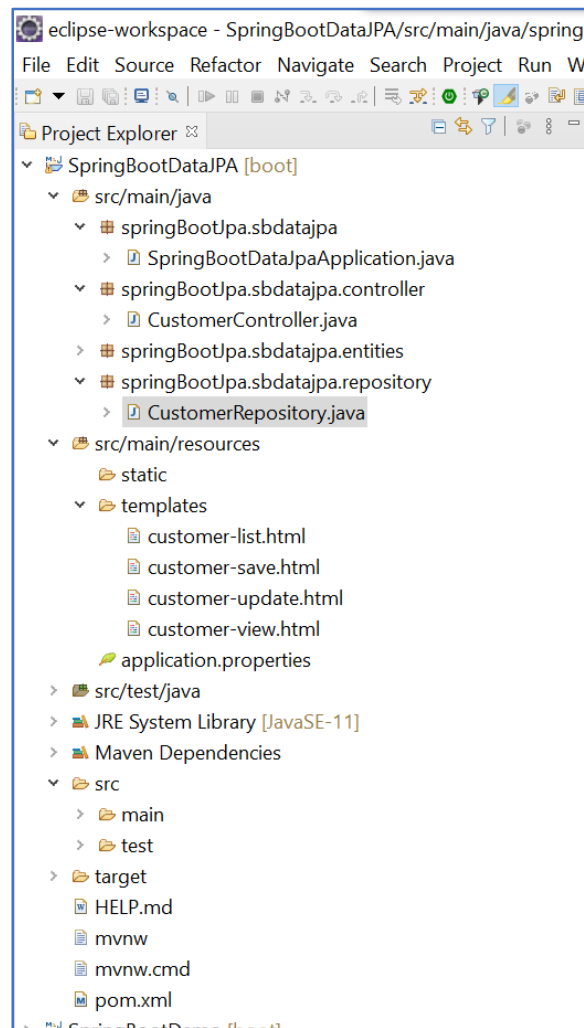 eclipse-workspace - SpringBootDataJPA/src/main/java/spring
File Edit Source Refactor Navigate Search Project Run W
Project Explorer
SpringBootDataJPA [boot]
src/main/java
springBootJpa.sbdatajpa
SpringBootDataJpaApplication.java
springBootJpa.sbdatajpa.controller
CustomerController.java
springBootJpa.sbdatajpa.entities
springBootJpa.sbdatajpa.repository
CustomerRepository.java
src/main/resources
static
templates
customer-list.html
customer-save.html
customer-update.html
customer-view.html
application.properties
src/test/java
JRE System Library [JavaSE-11]
Maven Dependencies
src
main
test
target
HELP.md
mvnw
mvnw.cmd
pom.xml
SpringBootDemo [boot]